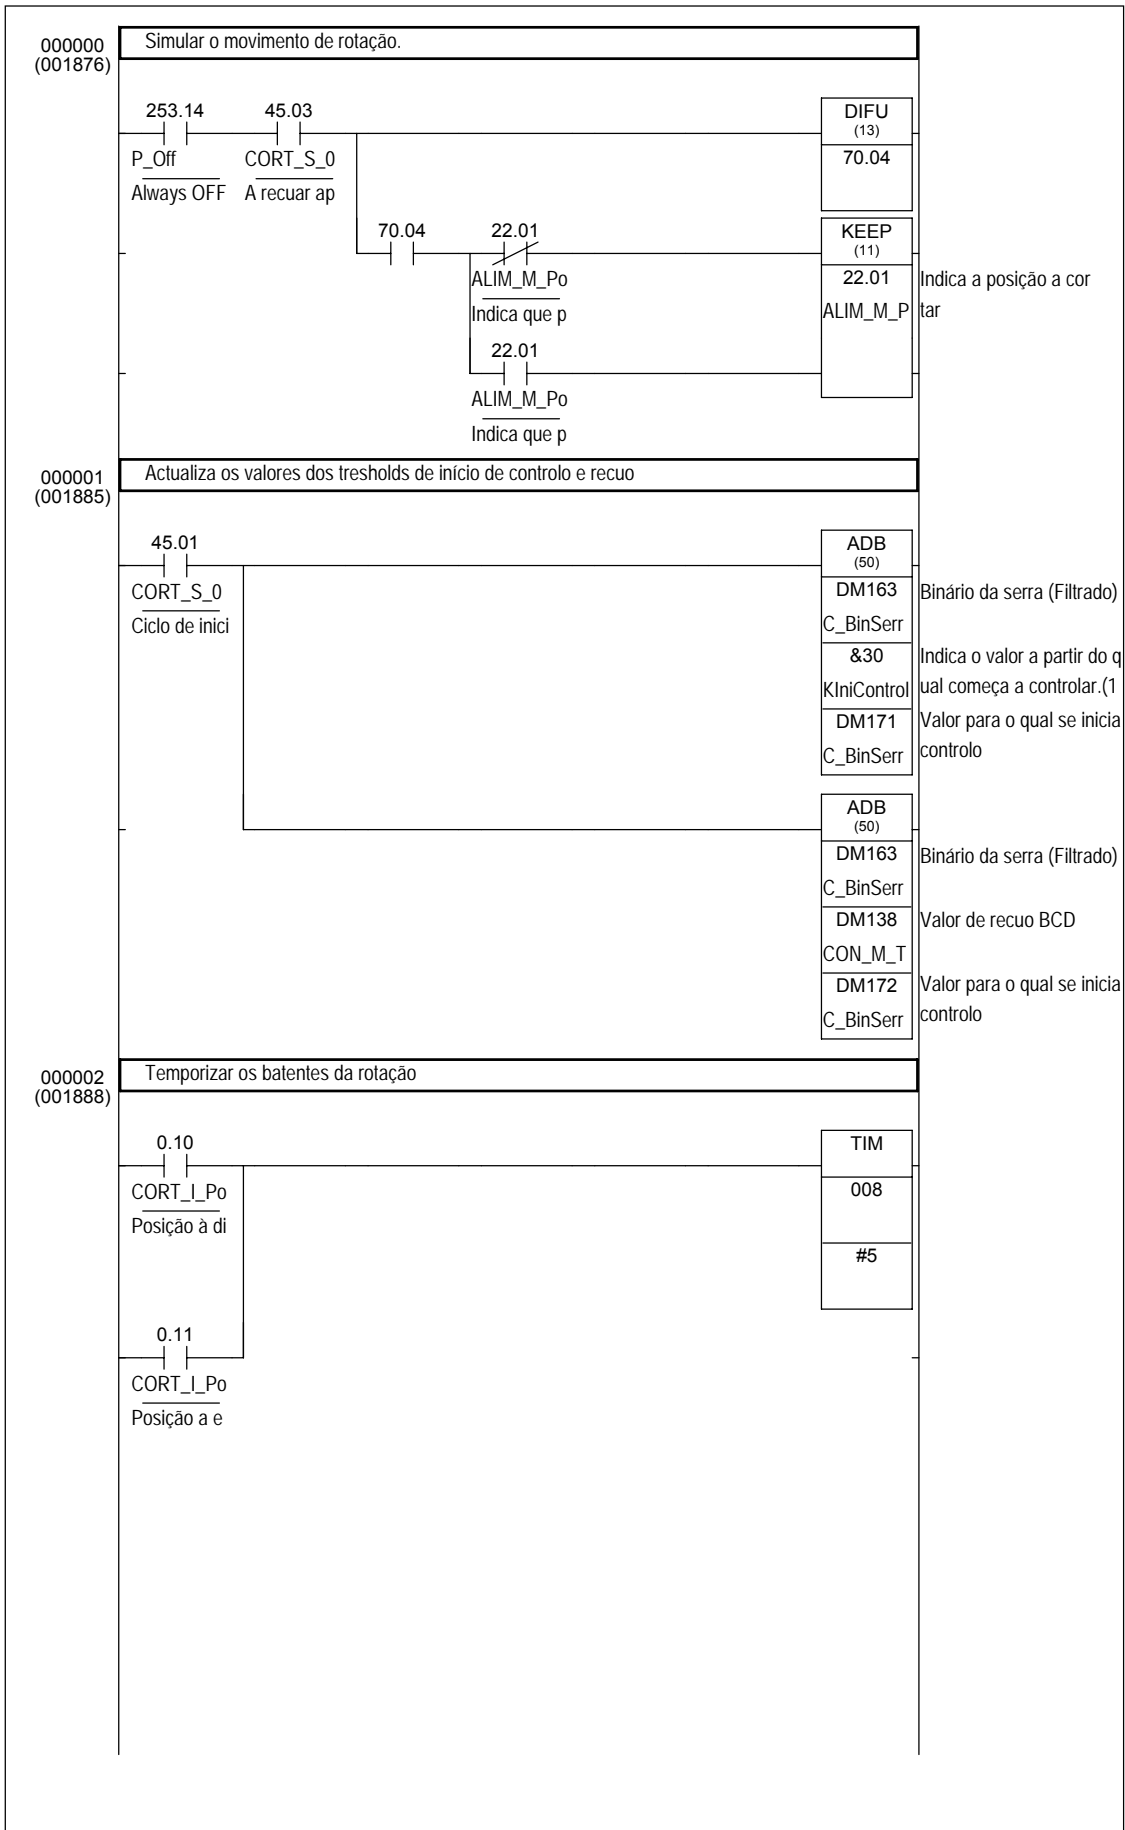 000000
(001876)
Simular o movimento de rotação.
253.14
45.03
DIFU
(13)
P_Off
CORT_S_0
70.04
Always OFF
A recuar ap
70.04
22.01
KEEP
(11)
ALIM_M_Po
22.01
Indica a posição a cor
Indica que p
ALIM_M_P
tar
22.01
ALIM_M_Po
Indica que p
000001
(001885)
Actualiza os valores dos tresholds de início de controlo e recuo
45.01
ADB
(50)
CORT_S_0
DM163
Binário da serra (Filtrado)
Ciclo de inici
C_BinSerr
&30
Indica o valor a partir do q
KIniControl
ual começa a controlar.(1
DM171
Valor para o qual se inicia
C_BinSerr
controlo
ADB
(50)
DM163
Binário da serra (Filtrado)
C_BinSerr
DM138
Valor de recuo BCD
CON_M_T
DM172
Valor para o qual se inicia
C_BinSerr
controlo
000002
(001888)
Temporizar os batentes da rotação
0.10
TIM
CORT_I_Po
008
Posição à di
#5
0.11
CORT_I_Po
Posição a e